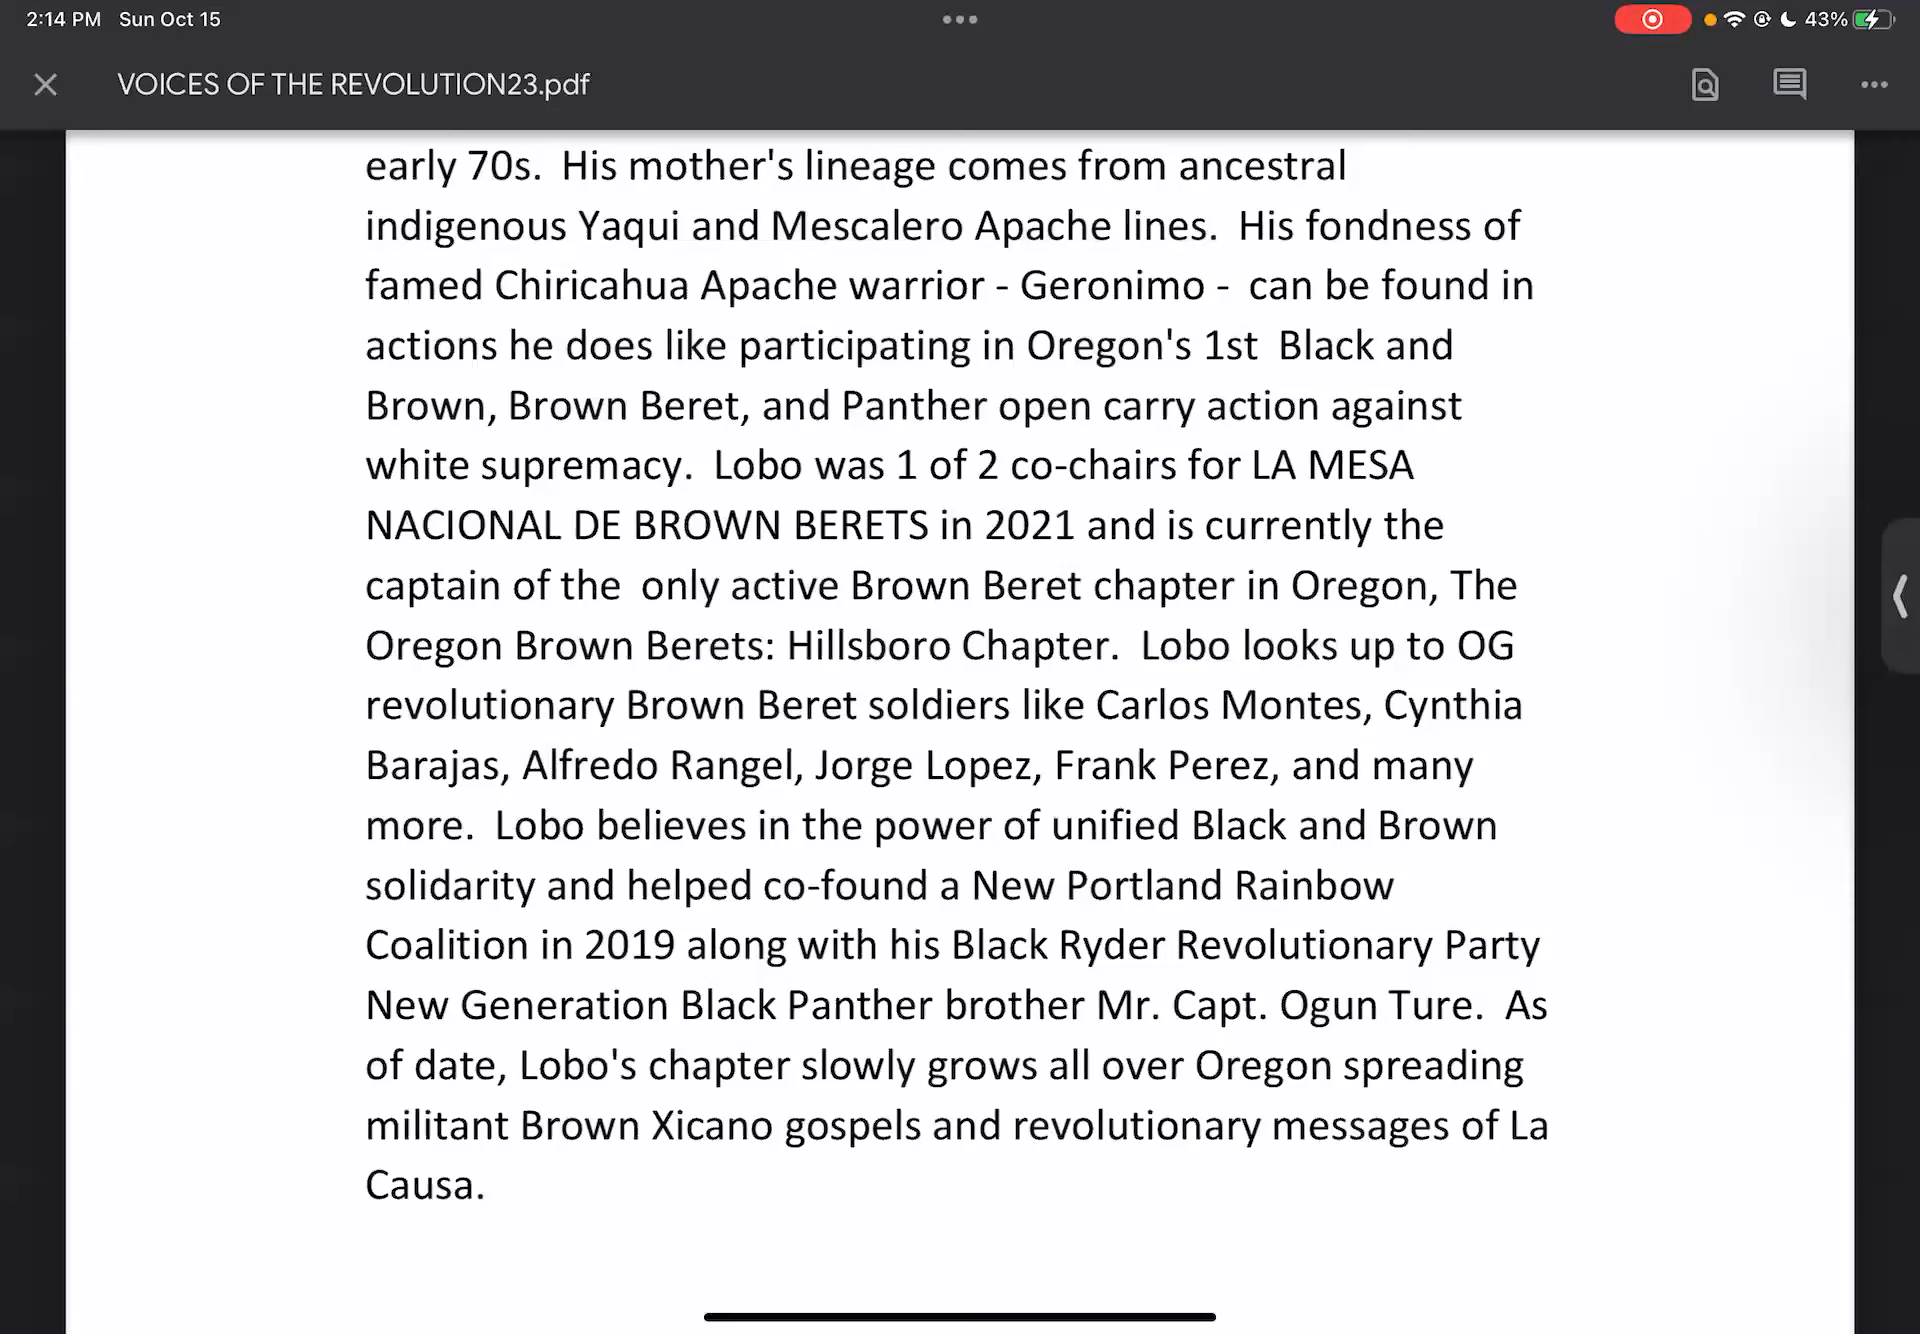 2:14 PM Sun Oct 15
43%
VOICES OF THE REVOLUTION23.pdf
early 70s.  His mother's lineage comes from ancestral
indigenous Yaqui and Mescalero Apache lines.  His fondness of
famed Chiricahua Apache warrior - Geronimo -  can be found in
actions he does like participating in Oregon's 1st  Black and
Brown, Brown Beret, and Panther open carry action against
white supremacy.  Lobo was 1 of 2 co-chairs for LA MESA
NACIONAL DE BROWN BERETS in 2021 and is currently the
captain of the  only active Brown Beret chapter in Oregon, The
Oregon Brown Berets: Hillsboro Chapter.  Lobo looks up to OG
revolutionary Brown Beret soldiers like Carlos Montes, Cynthia
Barajas, Alfredo Rangel, Jorge Lopez, Frank Perez, and many
more.  Lobo believes in the power of unified Black and Brown
solidarity and helped co-found a New Portland Rainbow
Coalition in 2019 along with his Black Ryder Revolutionary Party
New Generation Black Panther brother Mr. Capt. Ogun Ture.  As
of date, Lobo's chapter slowly grows all over Oregon spreading
militant Brown Xicano gospels and revolutionary messages of La
Causa.